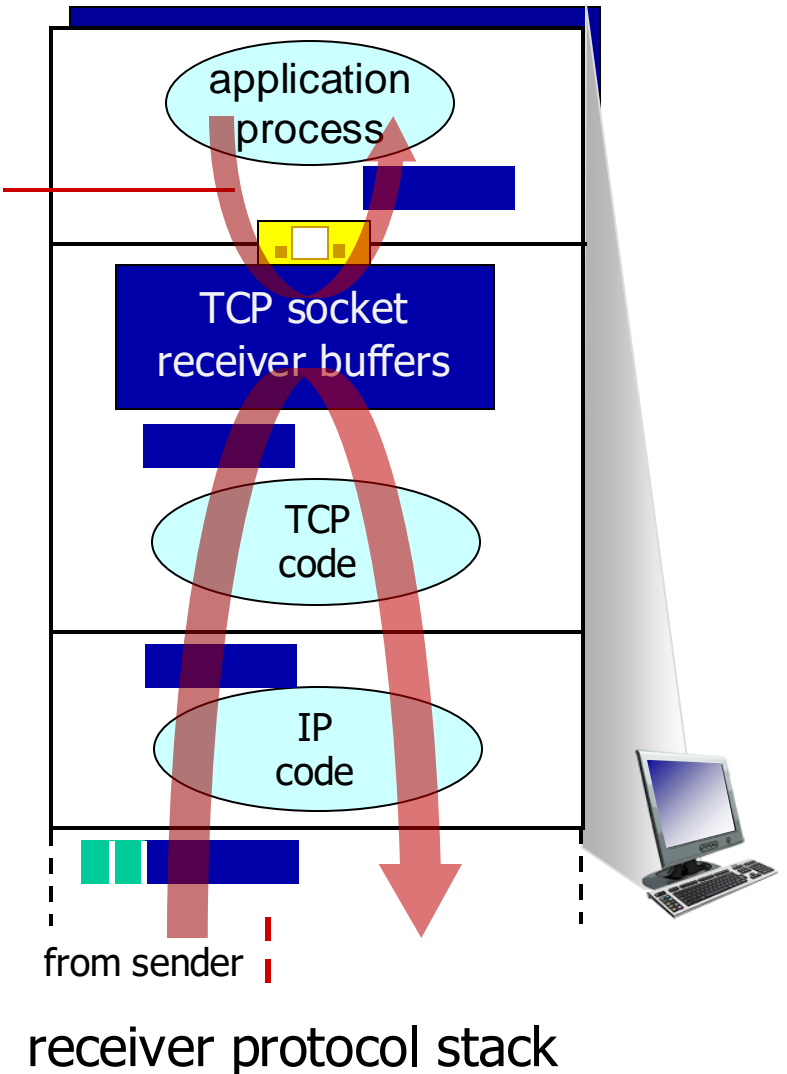 application
process
TCP socket
receiver buffers
TCP
code
IP
code
from sender
receiver protocol stack